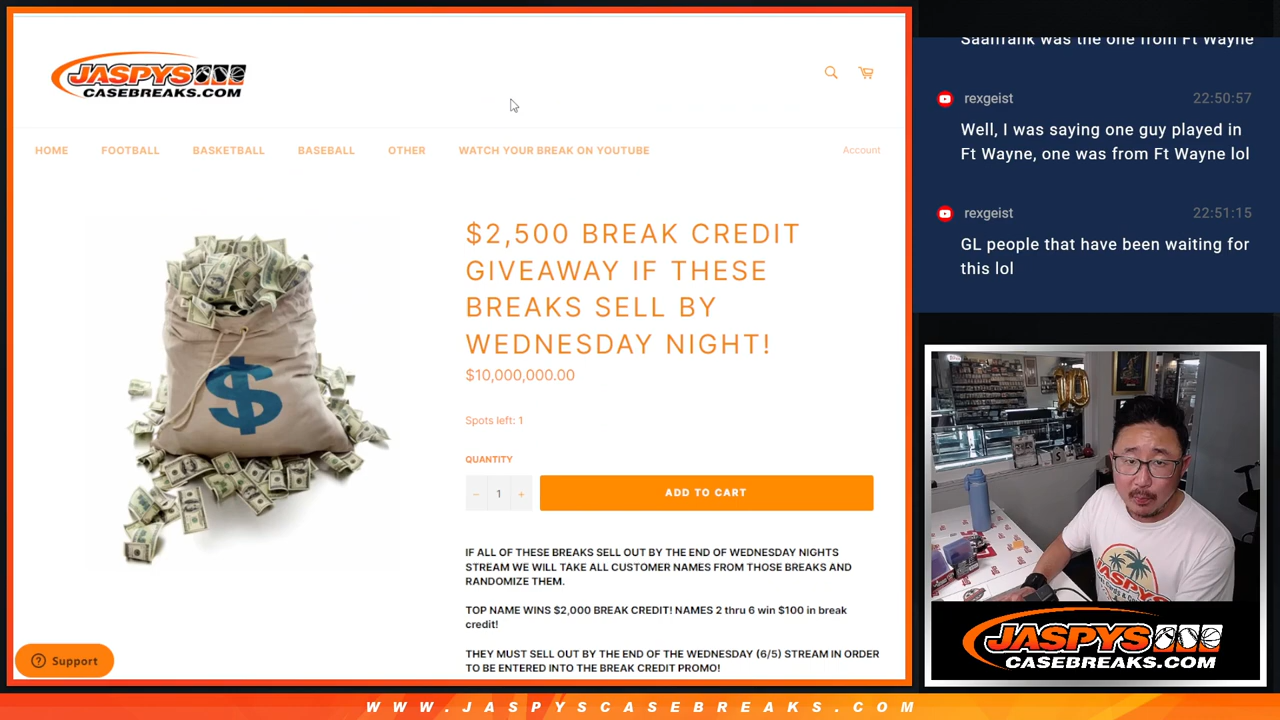 JASPYS
CASEBREAKS.COM
HOME FOOTBALL BASKETBALL BASEBALL OTHER WATCH YOUR BREAK ON YOUTUBE Account
$2,500 BREAK CREDIT
GIVEAWAY IF THESE
BREAKS SELL BY
WEDNESDAY NIGHT!
$10,000,000.00
Spots left: 1
QUANTITY
− 1 +
ADD TO CART
IF ALL OF THESE BREAKS SELL OUT BY THE END OF WEDNESDAY NIGHTS
STREAM WE WILL TAKE ALL CUSTOMER NAMES FROM THOSE BREAKS AND
RANDOMIZE THEM.
TOP NAME WINS $2,000 BREAK CREDIT! NAMES 2 thru 6 win $100 in break
credit!
THEY MUST SELL OUT BY THE END OF THE WEDNESDAY (6/5) STREAM IN ORDER
TO BE ENTERED INTO THE BREAK CREDIT PROMO!
$
Support
Saalfrank was the one from Ft Wayne
rexgeist 22:50:57
Well, I was saying one guy played in
Ft Wayne, one was from Ft Wayne lol
rexgeist 22:51:15
GL people that have been waiting for
this lol
10
JASPY'S
JASPYS
CASEBREAKS.COM
WWW.JASPYSCASEBREAKS.COM